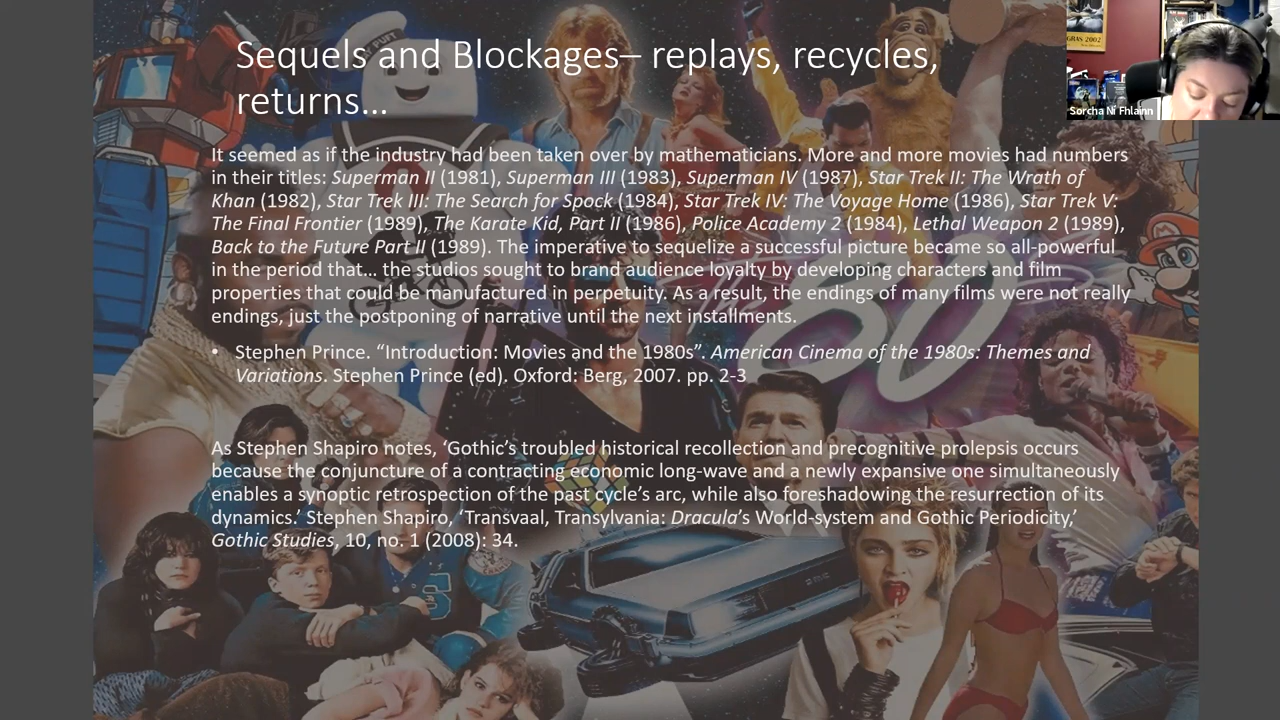 Sequels and Blockages– replays, recycles,
returns…
It seemed as if the industry had been taken over by mathematicians. More and more movies had numbers
in their titles: Superman II (1981), Superman III (1983), Superman IV (1987), Star Trek II: The Wrath of
Khan (1982), Star Trek III: The Search for Spock (1984), Star Trek IV: The Voyage Home (1986), Star Trek V:
The Final Frontier (1989), The Karate Kid, Part II (1986), Police Academy 2 (1984), Lethal Weapon 2 (1989),
Back to the Future Part II (1989). The imperative to sequelize a successful picture became so all-powerful
in the period that… the studios sought to brand audience loyalty by developing characters and film
properties that could be manufactured in perpetuity. As a result, the endings of many films were not really
endings, just the postponing of narrative until the next installments.
• Stephen Prince. “Introduction: Movies and the 1980s”. American Cinema of the 1980s: Themes and
Variations. Stephen Prince (ed). Oxford: Berg, 2007. pp. 2-3
As Stephen Shapiro notes, ‘Gothic’s troubled historical recollection and precognitive prolepsis occurs
because the conjuncture of a contracting economic long-wave and a newly expansive one simultaneously
enables a synoptic retrospection of the past cycle’s arc, while also foreshadowing the resurrection of its
dynamics.’ Stephen Shapiro, ‘Transvaal, Transylvania: Dracula’s World-system and Gothic Periodicity,’
Gothic Studies, 10, no. 1 (2008): 34.
Sorcha Ní Fhlainn
GRAS 2002
PUFT
80
S
M